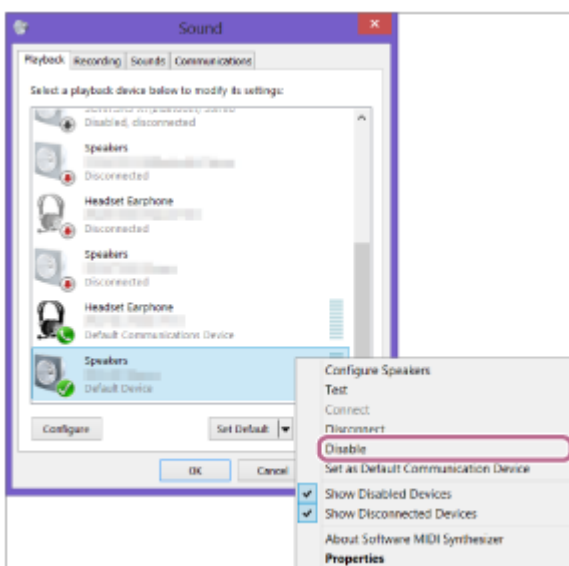 Sound
Playback Recording Sounds Communications
Select a playback device below to modify its settings:
Disabled, disconnected
Speakers
Disconnected
Headset Earphone
Disconnected
Speakers
Disconnected
Headset Earphone
Default Communications Device
Speakers
Default Device
Configure
Set Default
OK
Cancel
Configure Speakers
Test
Connect
Disconnect
Disable
Set as Default Communication Device
Show Disabled Devices
Show Disconnected Devices
About Software MIDI Synthesizer
Properties